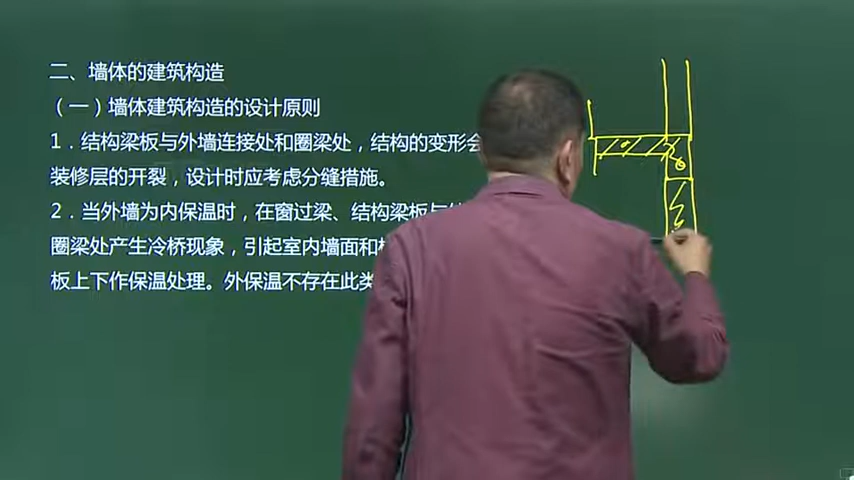 二、墙体的建筑构造
（一）墙体建筑构造的设计原则
1．结构梁板与外墙连接处和圈梁处，结构的变形会
装修层的开裂，设计时应考虑分缝措施。
2．当外墙为内保温时，在窗过梁、结构梁板与
圈梁处产生冷桥现象，引起室内墙面和
板上下作保温处理。外保温不存在此类